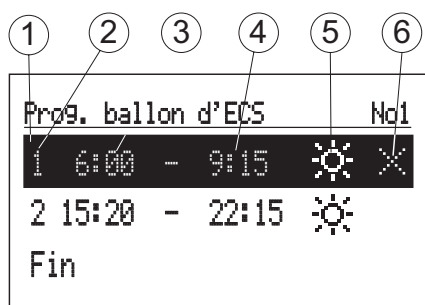 1 2 3 4 5 6
Prog. ballon d'ECS No1
1 6:00 - 9:15
2 15:20 - 22:15
Fin